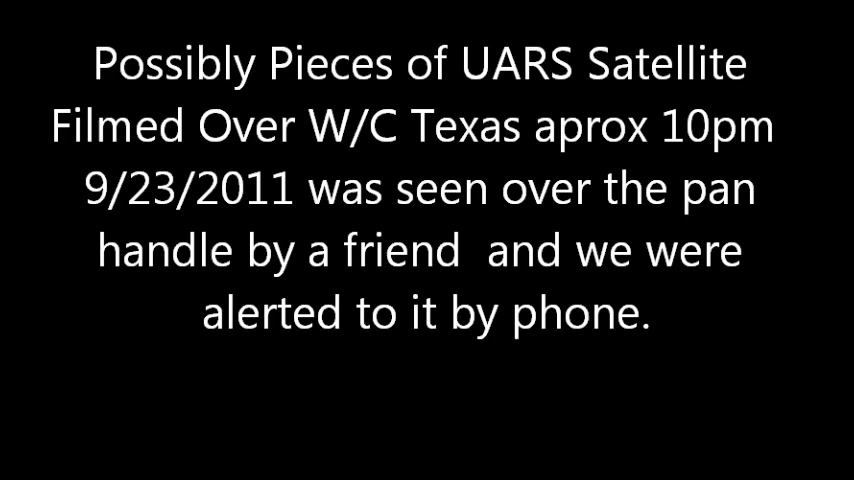 Possibly Pieces of UARS Satellite
Filmed Over W/C Texas aprox 10pm
9/23/2011 was seen over the pan
handle by a friend  and we were
alerted to it by phone.